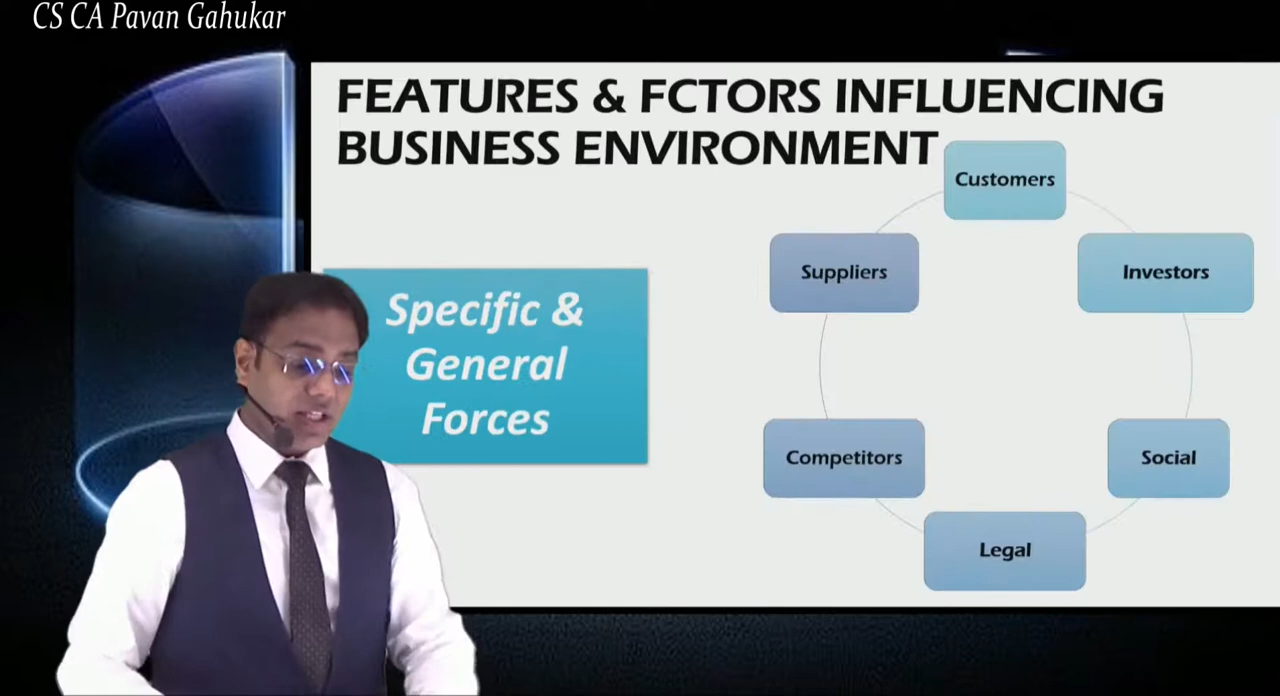 CS CA Pavan Gahukar
FEATURES & FCTORS INFLUENCING
BUSINESS ENVIRONMENT
Specific &
General
Forces
Customers
Investors
Social
Legal
Competitors
Suppliers